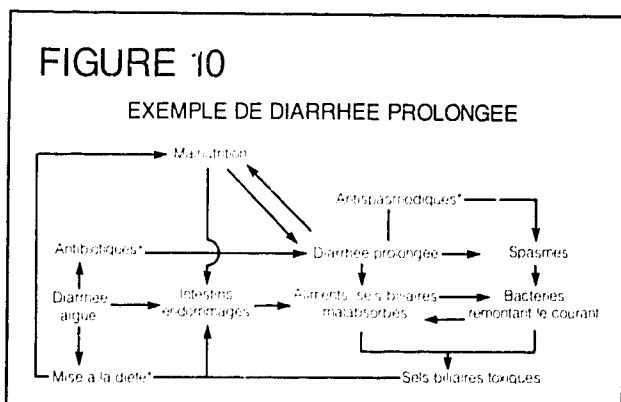 FIGURE 10
EXEMPLE DE DIARRHEE PROLONGEE
Malnutrition
Antispasmodiques*
Antibiotiques*
Diarrhée prolongée
Spasmes
Diarrhée
aigue
Intestins
endommagés
Aliments, sels biliaires
malabsorbés
Bactéries
remontant le courant
Mise à la diète*
Sels biliaires toxiques